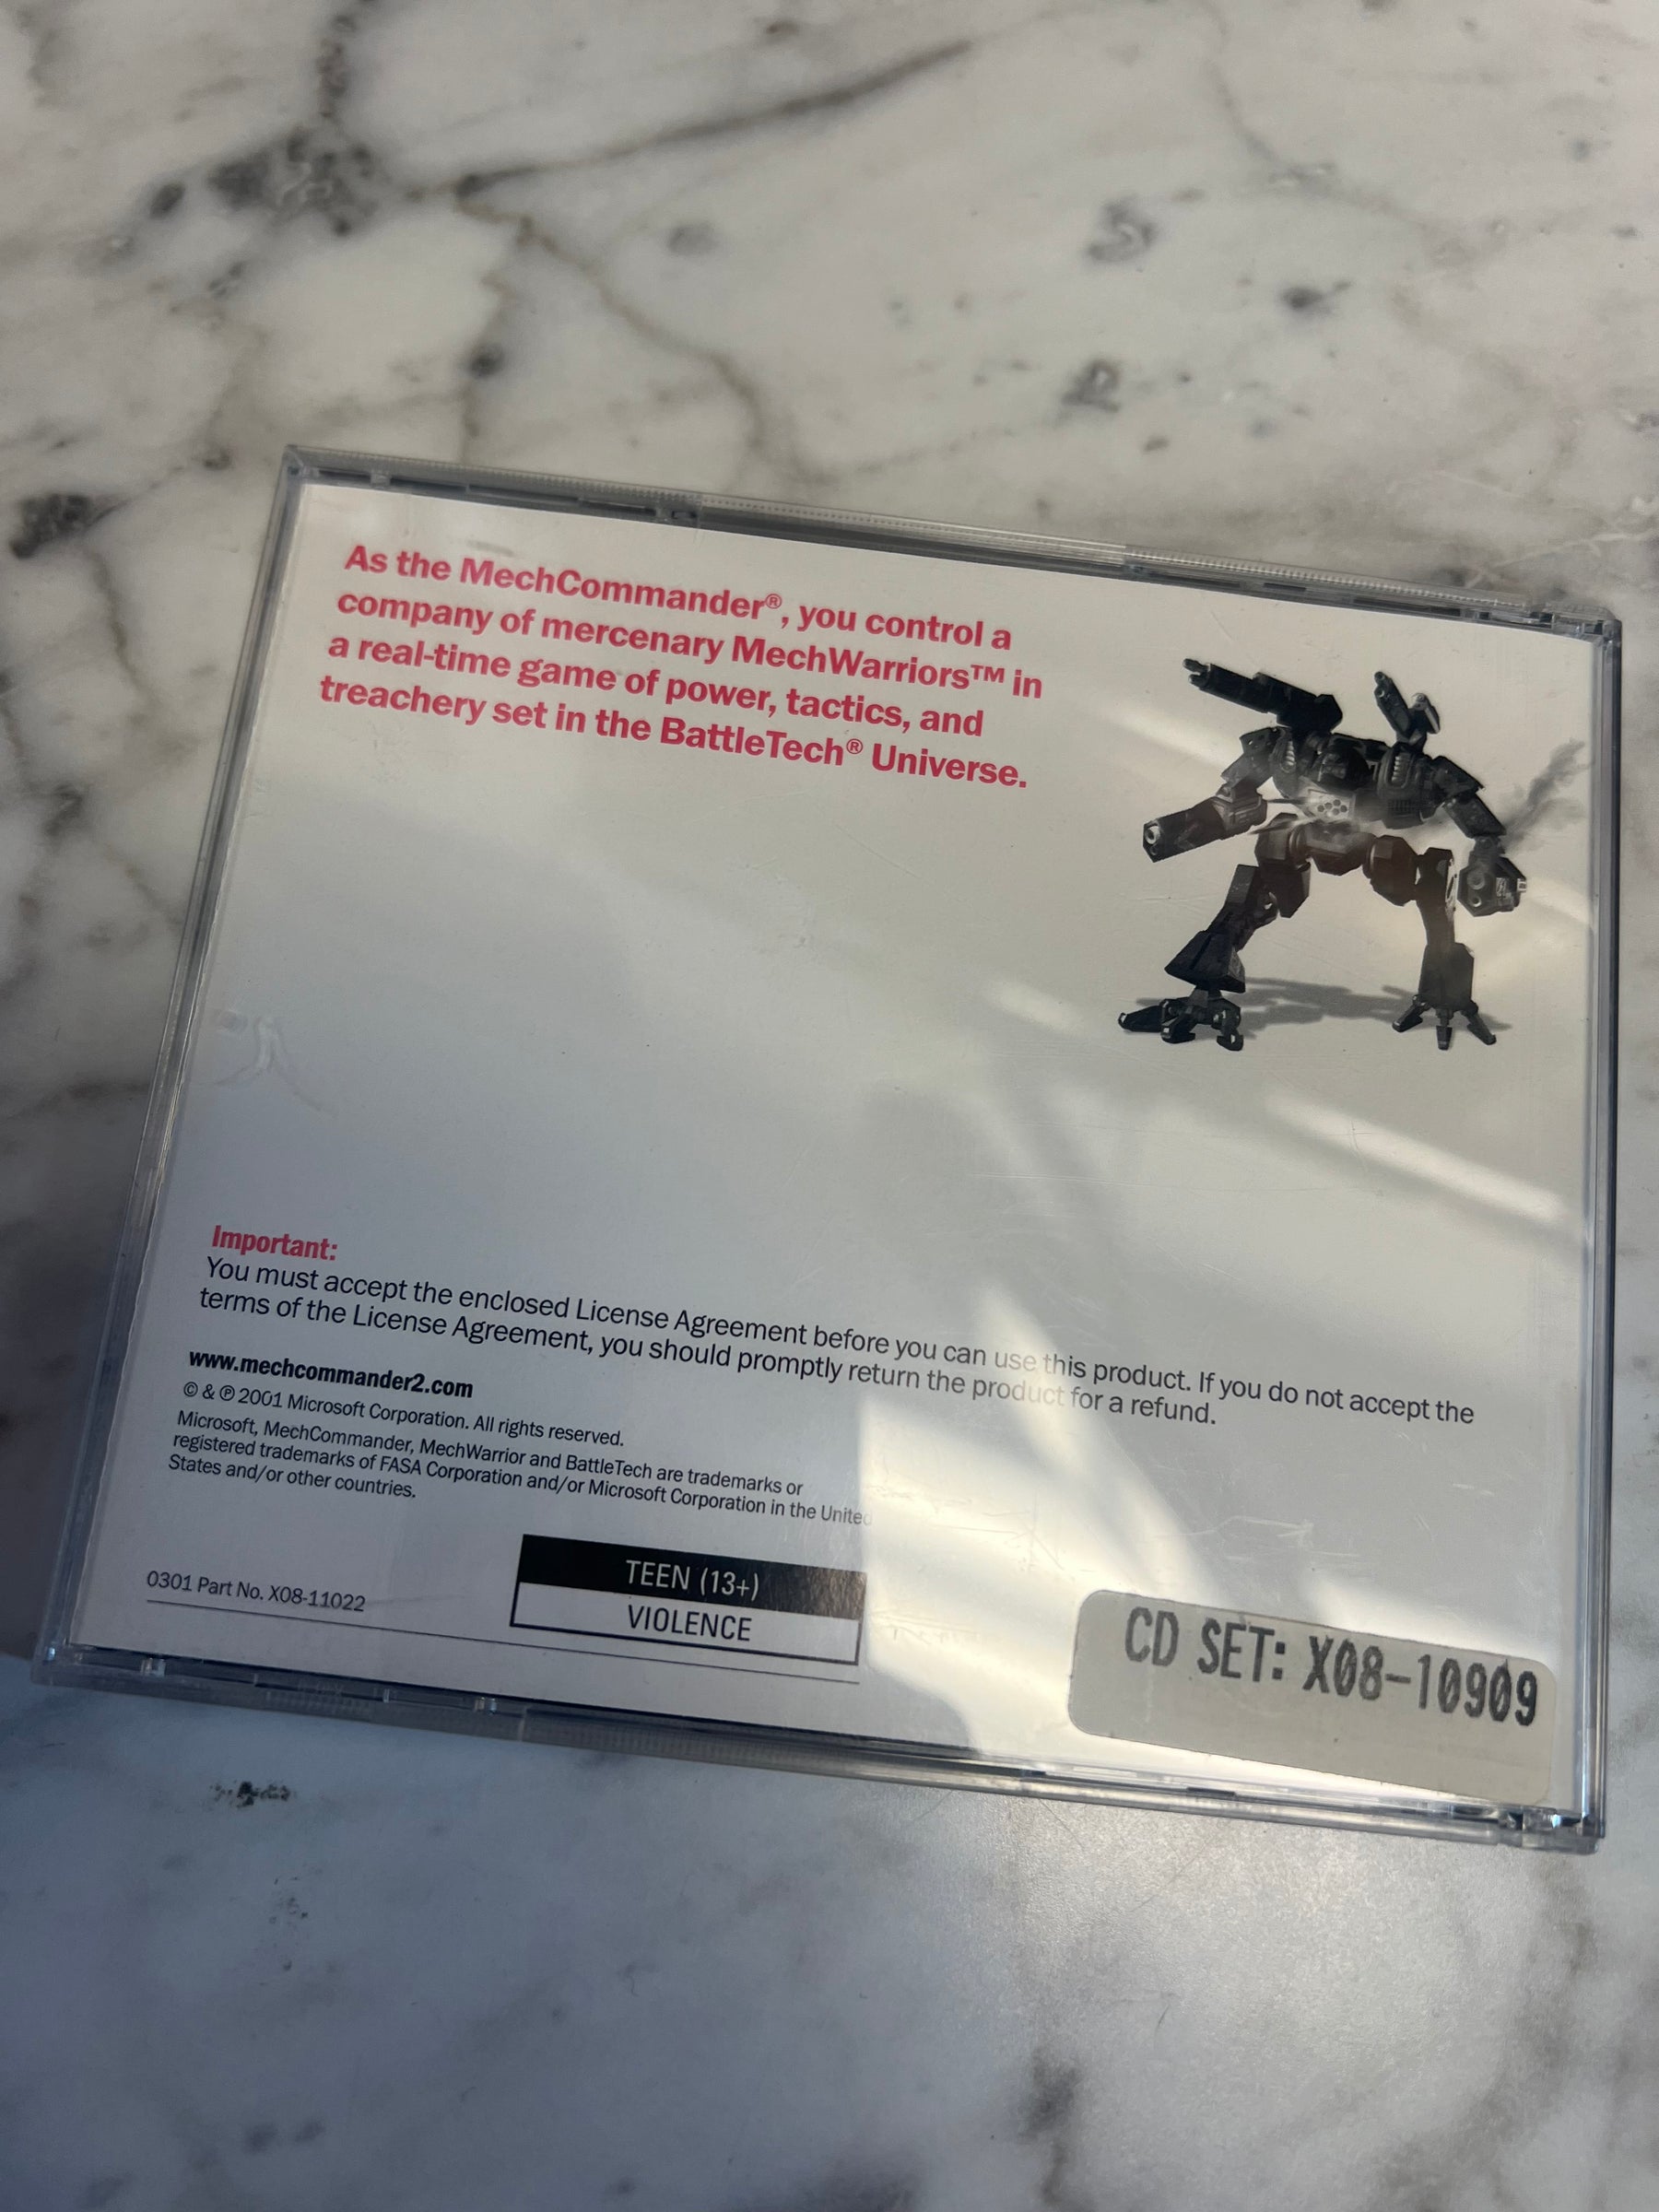 As the MechCommander®, you control a
company of mercenary MechWarriors™ in
a real-time game of power, tactics, and
treachery set in the BattleTech® Universe.
Important:
You must accept the enclosed License Agreement before you can use this product. If you do not accept the
terms of the License Agreement, you should promptly return the product for a refund.
www.mechcommander2.com
© & ℗ 2001 Microsoft Corporation. All rights reserved.
Microsoft, MechCommander, MechWarrior and BattleTech are trademarks or
registered trademarks of FASA Corporation and/or Microsoft Corporation in the United
States and/or other countries.
0301 Part No. X08-11022
TEEN (13+)
VIOLENCE
CD SET: X08-10909